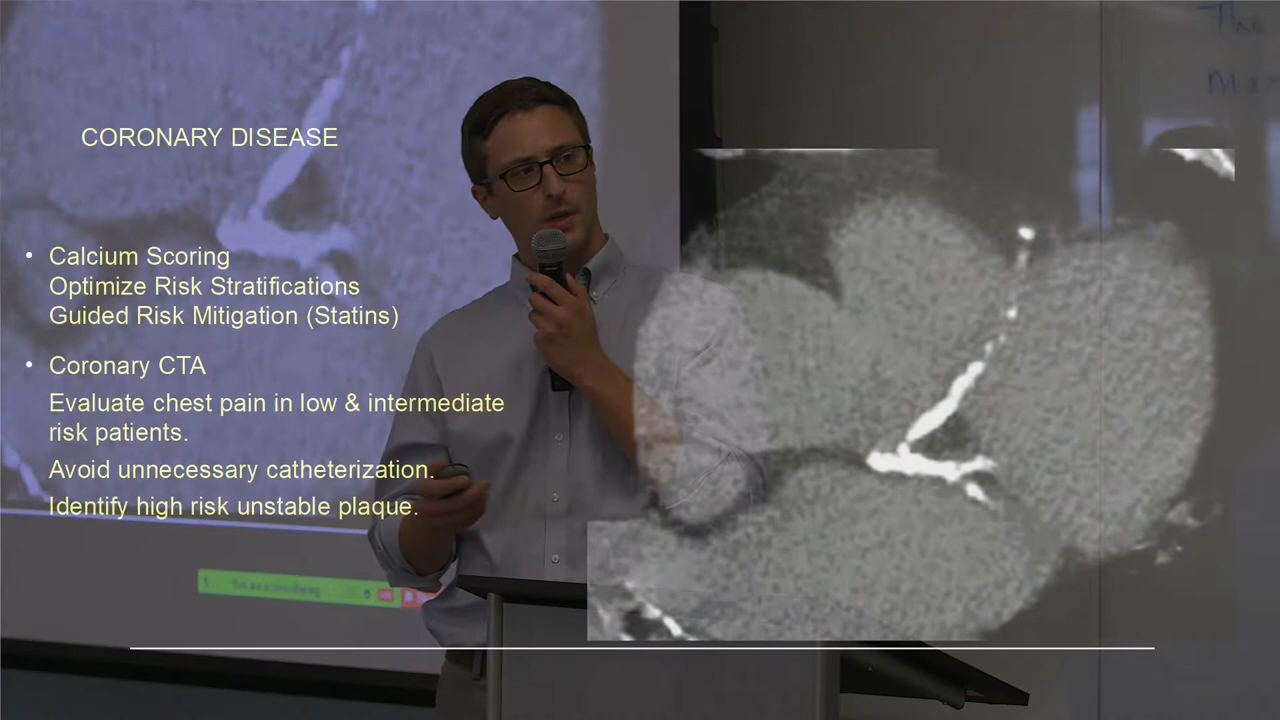 CORONARY DISEASE
• Calcium Scoring
Optimize Risk Stratifications
Guided Risk Mitigation (Statins)
• Coronary CTA
Evaluate chest pain in low & intermediate
risk patients.
Avoid unnecessary catheterization.
Identify high risk unstable plaque.
The